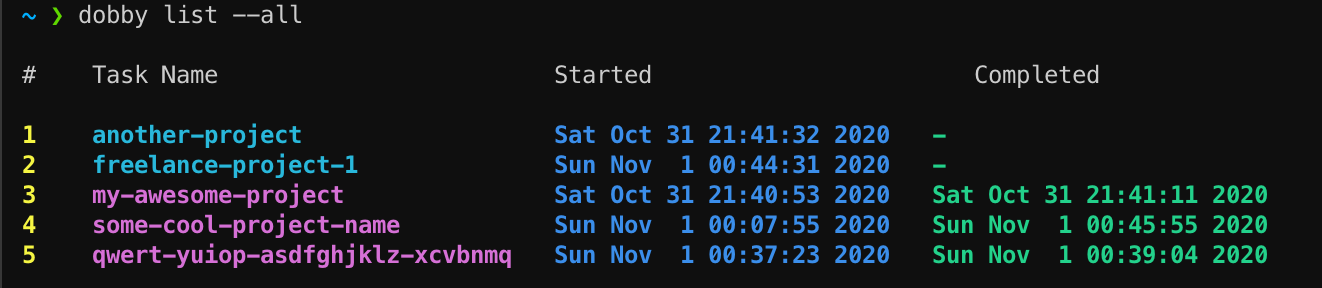 ~ ❯ dobby list --all
#    Task Name                        Started                       Completed
1    another-project                  Sat Oct 31 21:41:32 2020   -
2    freelance-project-1              Sun Nov  1 00:44:31 2020   -
3    my-awesome-project               Sat Oct 31 21:40:53 2020   Sat Oct 31 21:41:11 2020
4    some-cool-project-name           Sun Nov  1 00:07:55 2020   Sun Nov  1 00:45:55 2020
5    qwert-yuiop-asdfghjklz-xcvbnmq   Sun Nov  1 00:37:23 2020   Sun Nov  1 00:39:04 2020